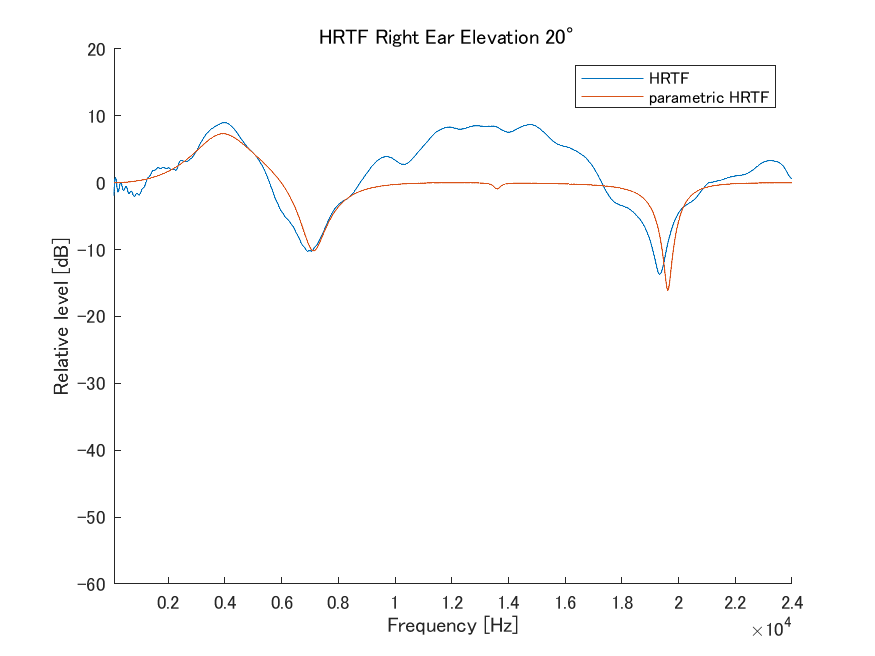 HRTF Right Ear Elevation 20°
HRTF
parametric HRTF
Relative level [dB]
20
10
0
−10
−20
−30
−40
−50
−60
0.2 0.4 0.6 0.8 1 1.2 1.4 1.6 1.8 2 2.2 2.4
×10⁴
Frequency [Hz]